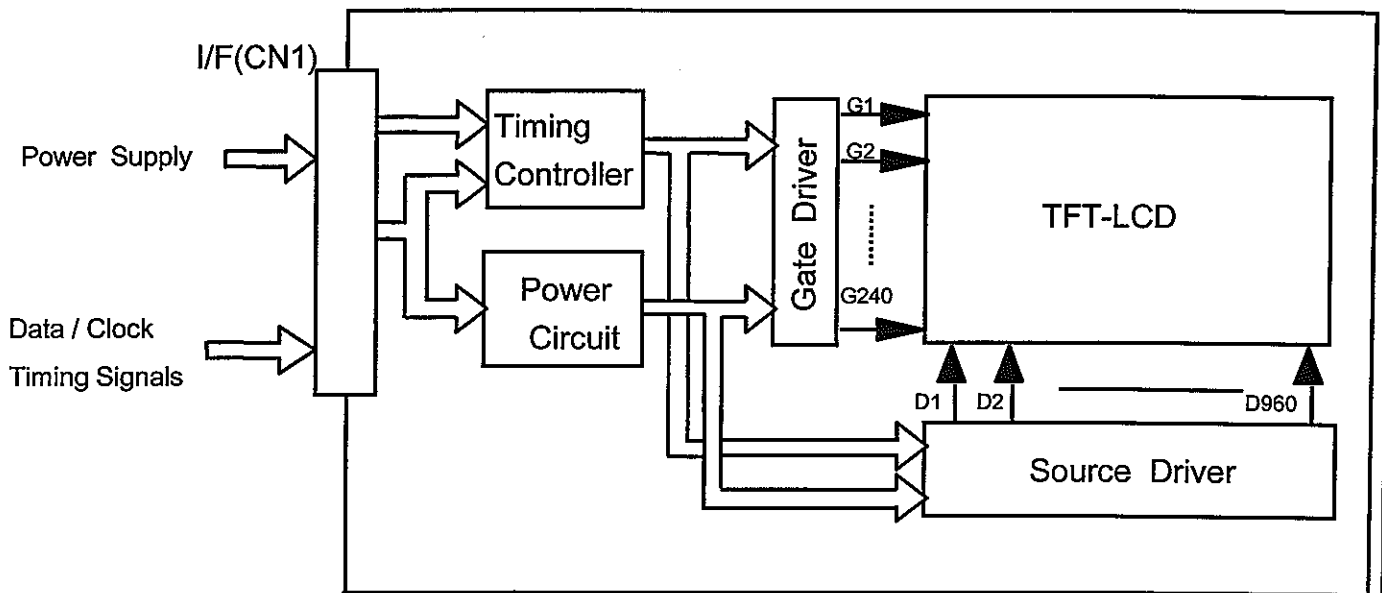 I/F(CN1)
Power Supply
Data / Clock
Timing Signals
Timing
Controller
Power
Circuit
Gate Driver
G1
G2
G240
TFT-LCD
D1
D2
D960
Source Driver